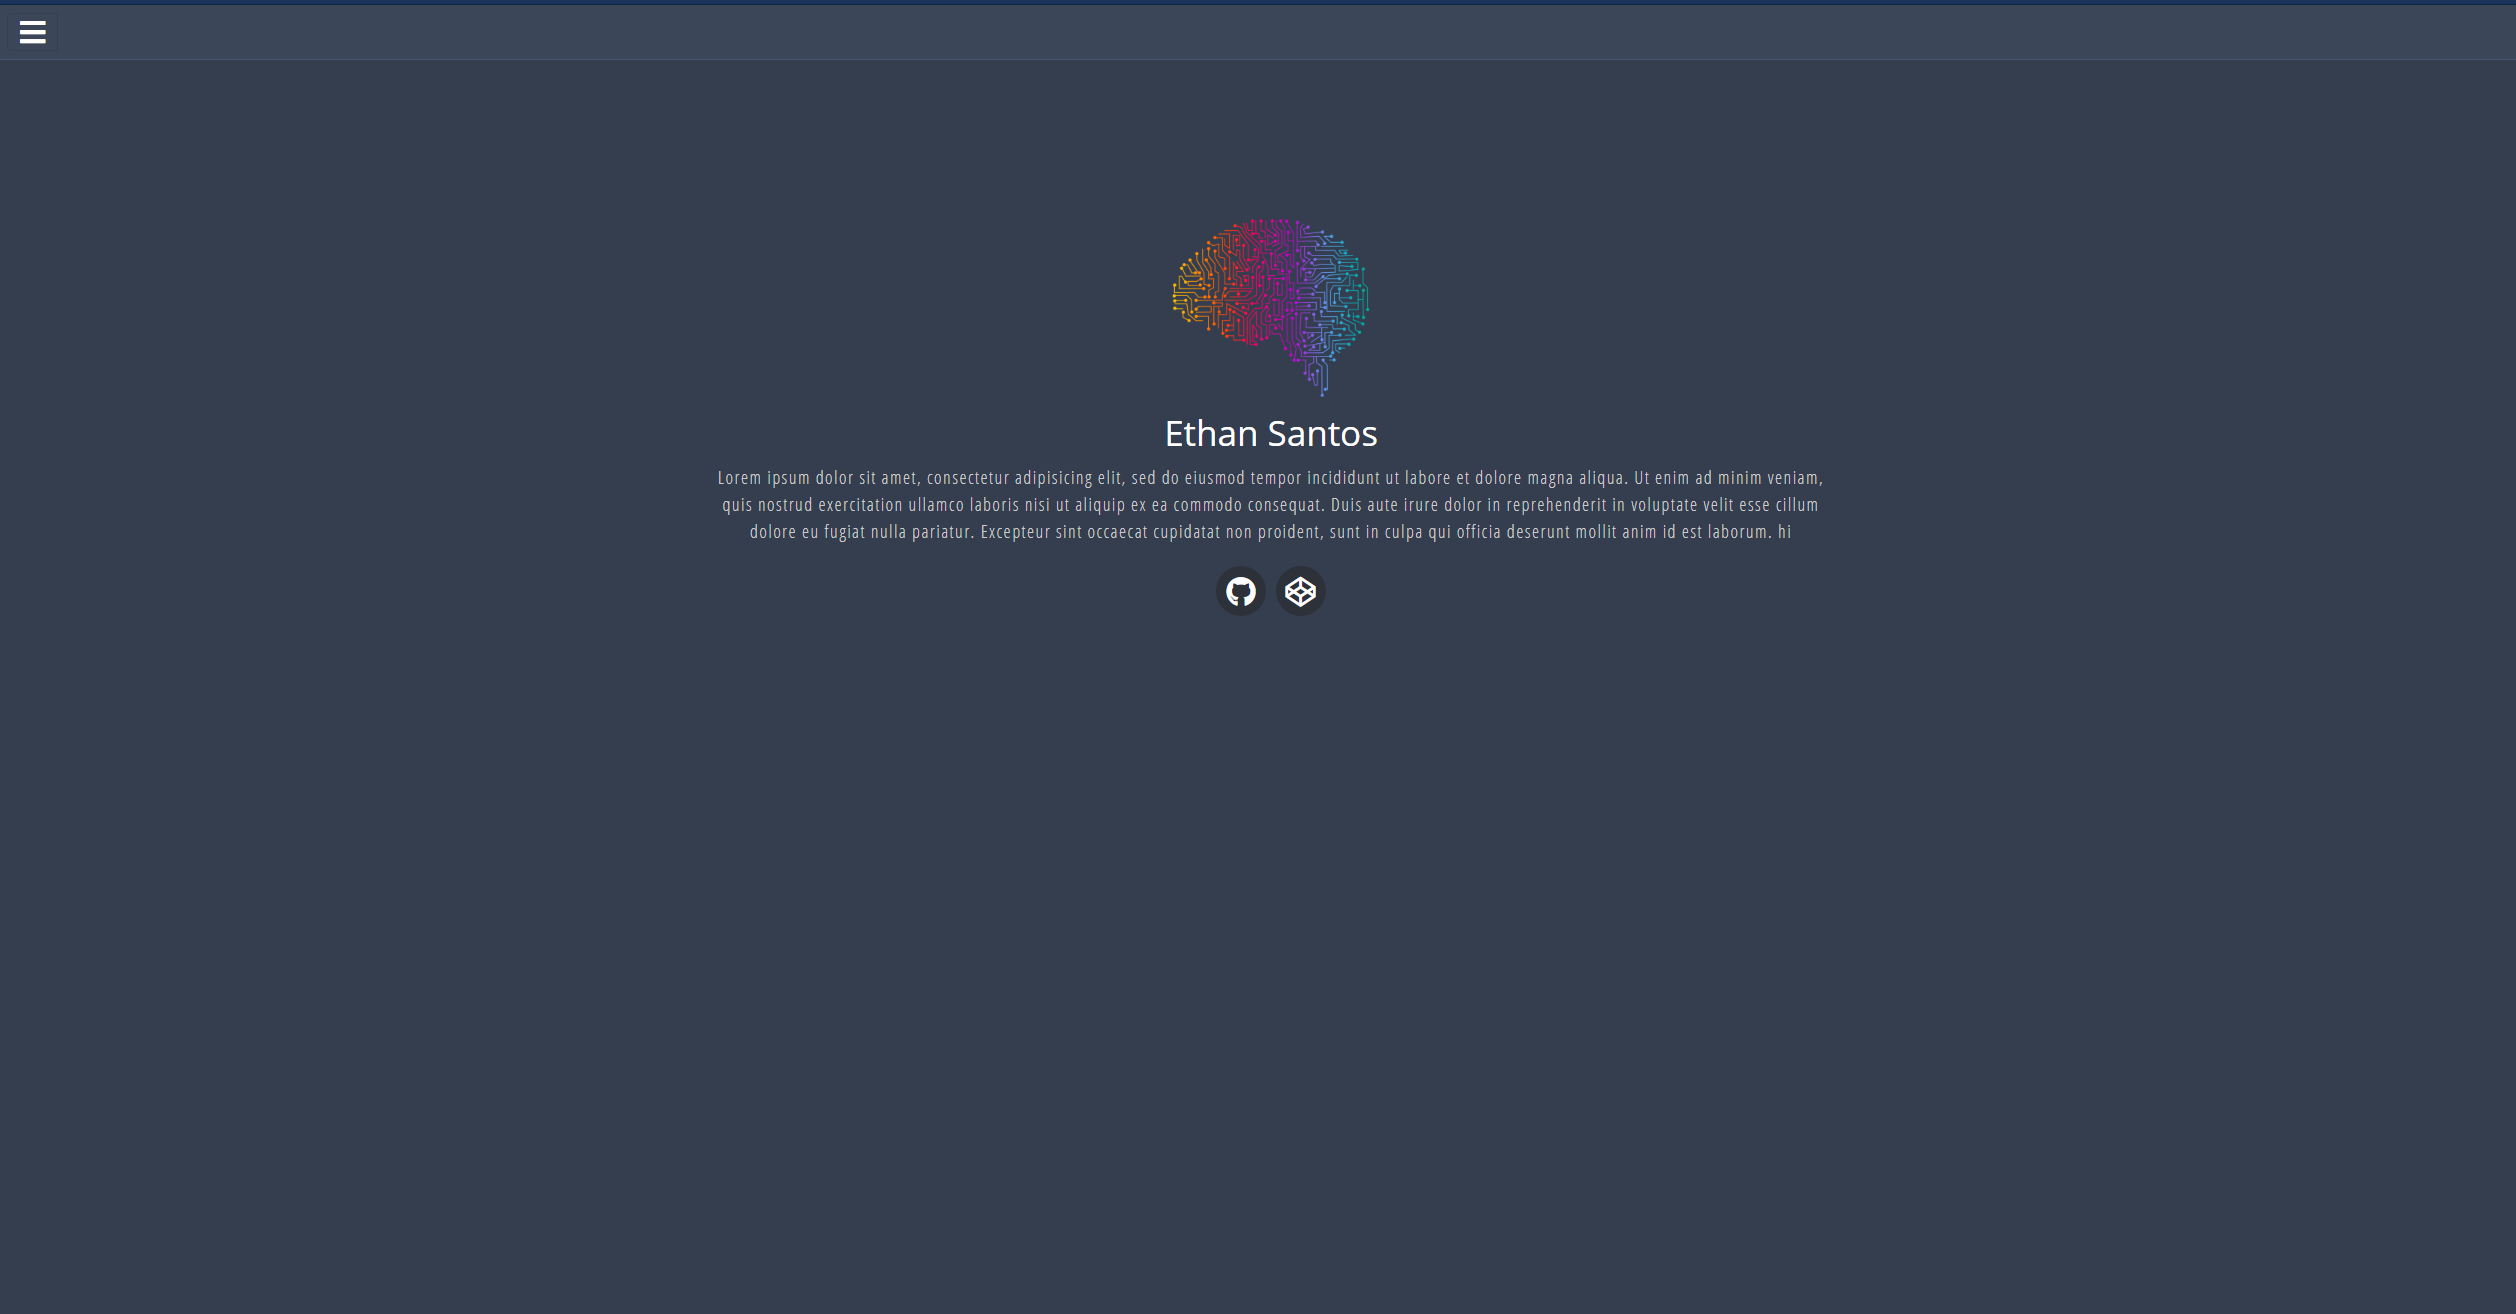 Ethan Santos
Lorem ipsum dolor sit amet, consectetur adipisicing elit, sed do eiusmod tempor incididunt ut labore et dolore magna aliqua. Ut enim ad minim veniam,
quis nostrud exercitation ullamco laboris nisi ut aliquip ex ea commodo consequat. Duis aute irure dolor in reprehenderit in voluptate velit esse cillum
dolore eu fugiat nulla pariatur. Excepteur sint occaecat cupidatat non proident, sunt in culpa qui officia deserunt mollit anim id est laborum. hi